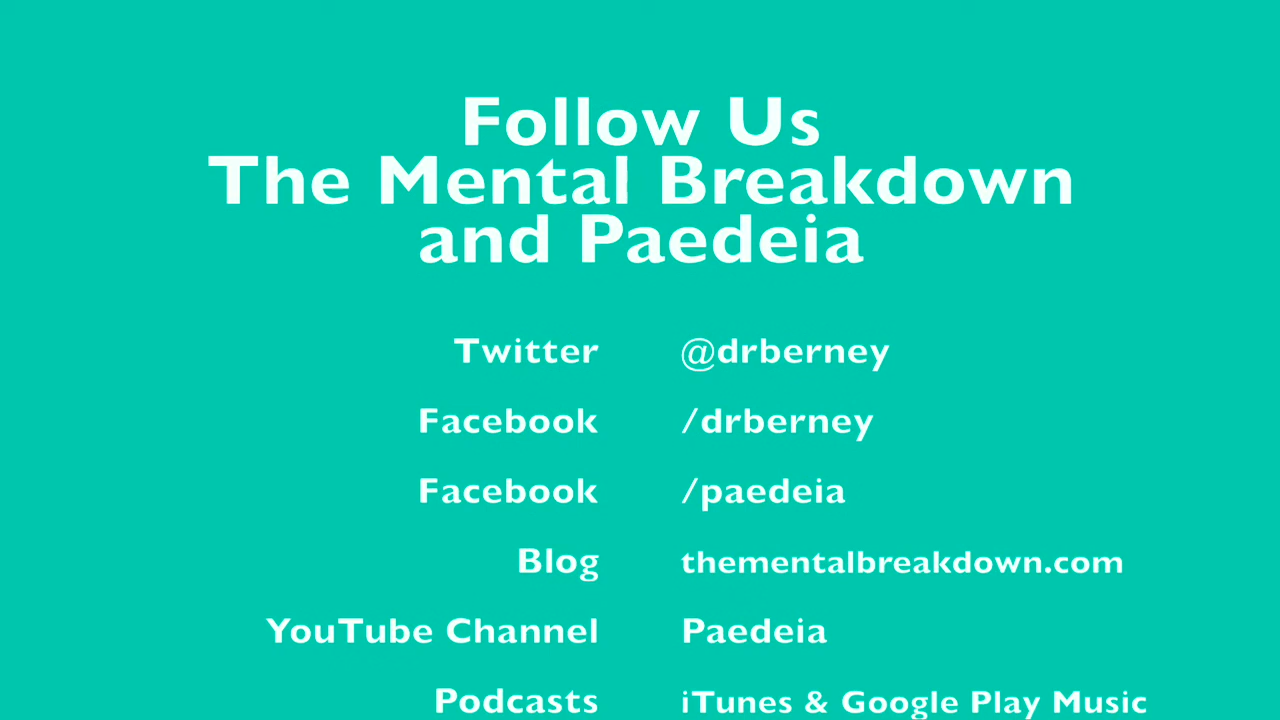 Follow Us
The Mental Breakdown
and Paedeia
Twitter @drberney
Facebook /drberney
Facebook /paedeia
Blog thementalbreakdown.com
YouTube Channel Paedeia
Podcasts iTunes & Google Play Music